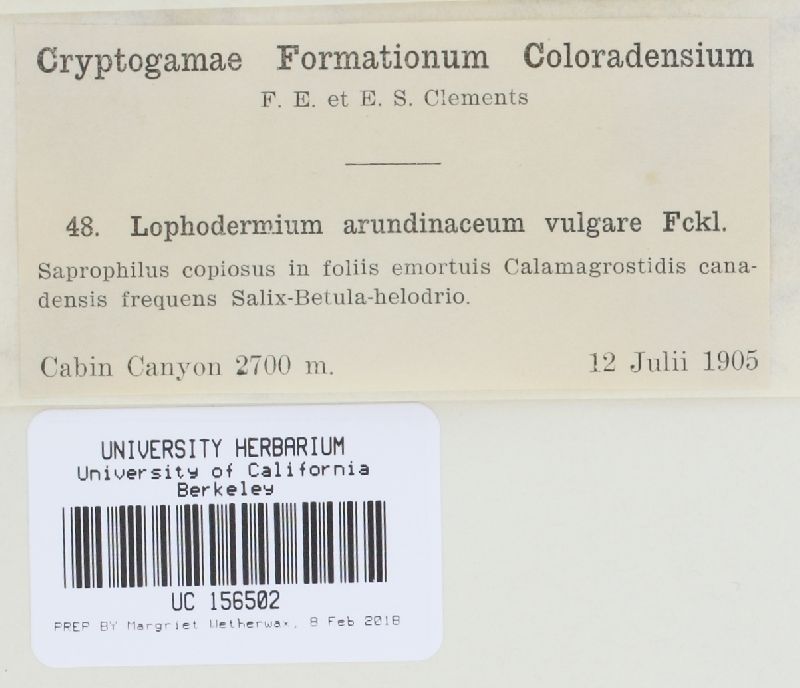 Cryptogamae Formationum Coloradensium
F. E. et E. S. Clements
48. Lophodermium arundinaceum vulgare Fckl.
Saprophilus copiosus in foliis emortuis Calamagrostidis cana-
densis frequens Salix-Betula-helodrio.
Cabin Canyon 2700 m. 12 Julii 1905
UNIVERSITY HERBARIUM
University of California
Berkeley
UC 156502
PREP BY Margriet Wetherwax, 8 Feb 2018